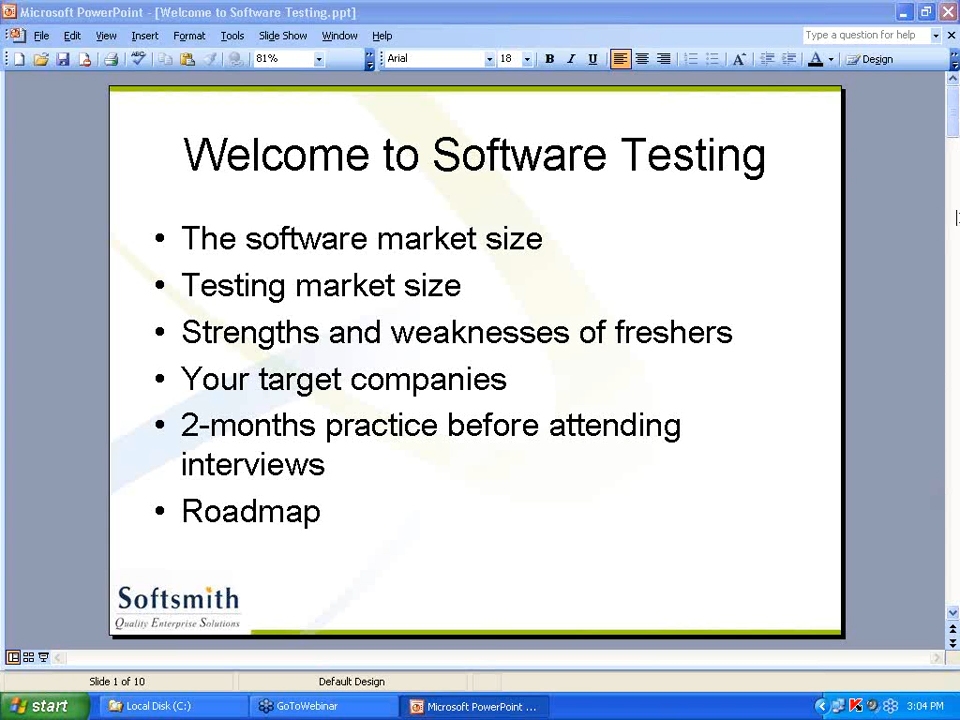 Microsoft PowerPoint - [Welcome to Software Testing.ppt]
File Edit View Insert Format Tools Slide Show Window Help Type a question for help
81% Arial 18 B I U A A Design
Welcome to Software Testing
• The software market size
• Testing market size
• Strengths and weaknesses of freshers
• Your target companies
• 2-months practice before attending
interviews
• Roadmap
Softsmith
Quality Enterprise Solutions
Slide 1 of 10 Default Design
start Local Disk (C:) GoToWebinar Microsoft PowerPoint ... 3:04 PM